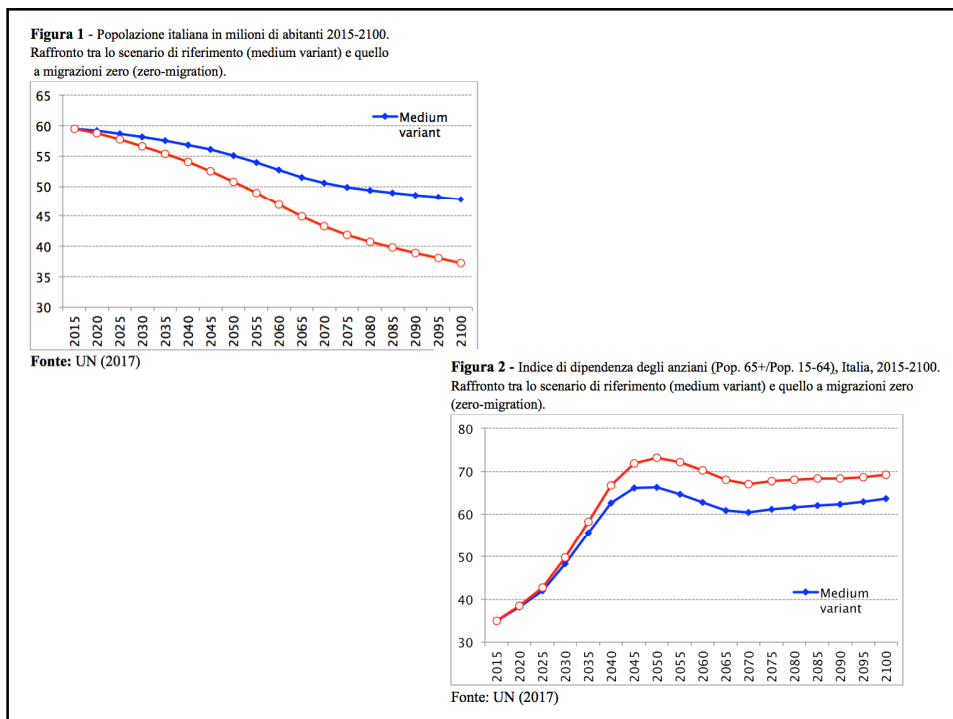 Figura 1 - Popolazione italiana in milioni di abitanti 2015-2100.
Raffronto tra lo scenario di riferimento (medium variant) e quello
a migrazioni zero (zero-migration).
65
60
55
50
45
40
35
30
Medium
variant
2015 2020 2025 2030 2035 2040 2045 2050 2055 2060 2065 2070 2075 2080 2085 2090 2095 2100
Fonte: UN (2017)
Figura 2 - Indice di dipendenza degli anziani (Pop. 65+/Pop. 15-64), Italia, 2015-2100.
Raffronto tra lo scenario di riferimento (medium variant) e quello a migrazioni zero
(zero-migration).
80
70
60
50
40
30
Medium
variant
2015 2020 2025 2030 2035 2040 2045 2050 2055 2060 2065 2070 2075 2080 2085 2090 2095 2100
Fonte: UN (2017)